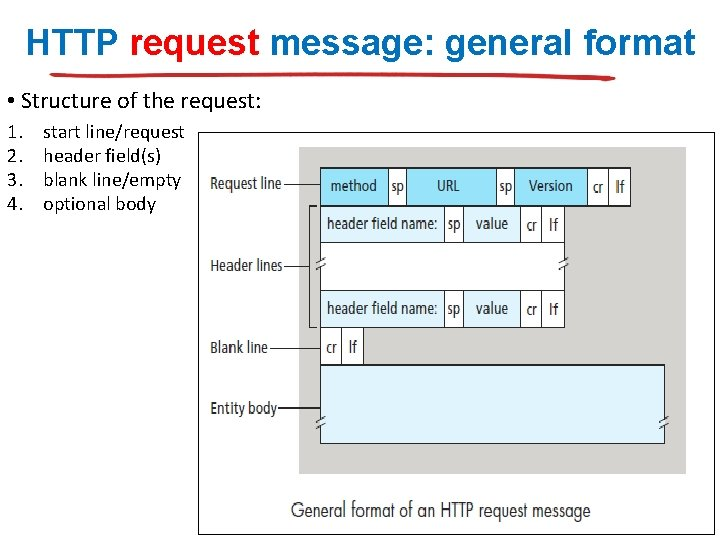 HTTP request message: general format
• Structure of the request:
1. start line/request
2. header field(s)
3. blank line/empty
4. optional body
Request line method sp URL sp Version cr lf
header field name: sp value cr lf
Header lines
header field name: sp value cr lf
Blank line cr lf
Entity body
General format of an HTTP request message